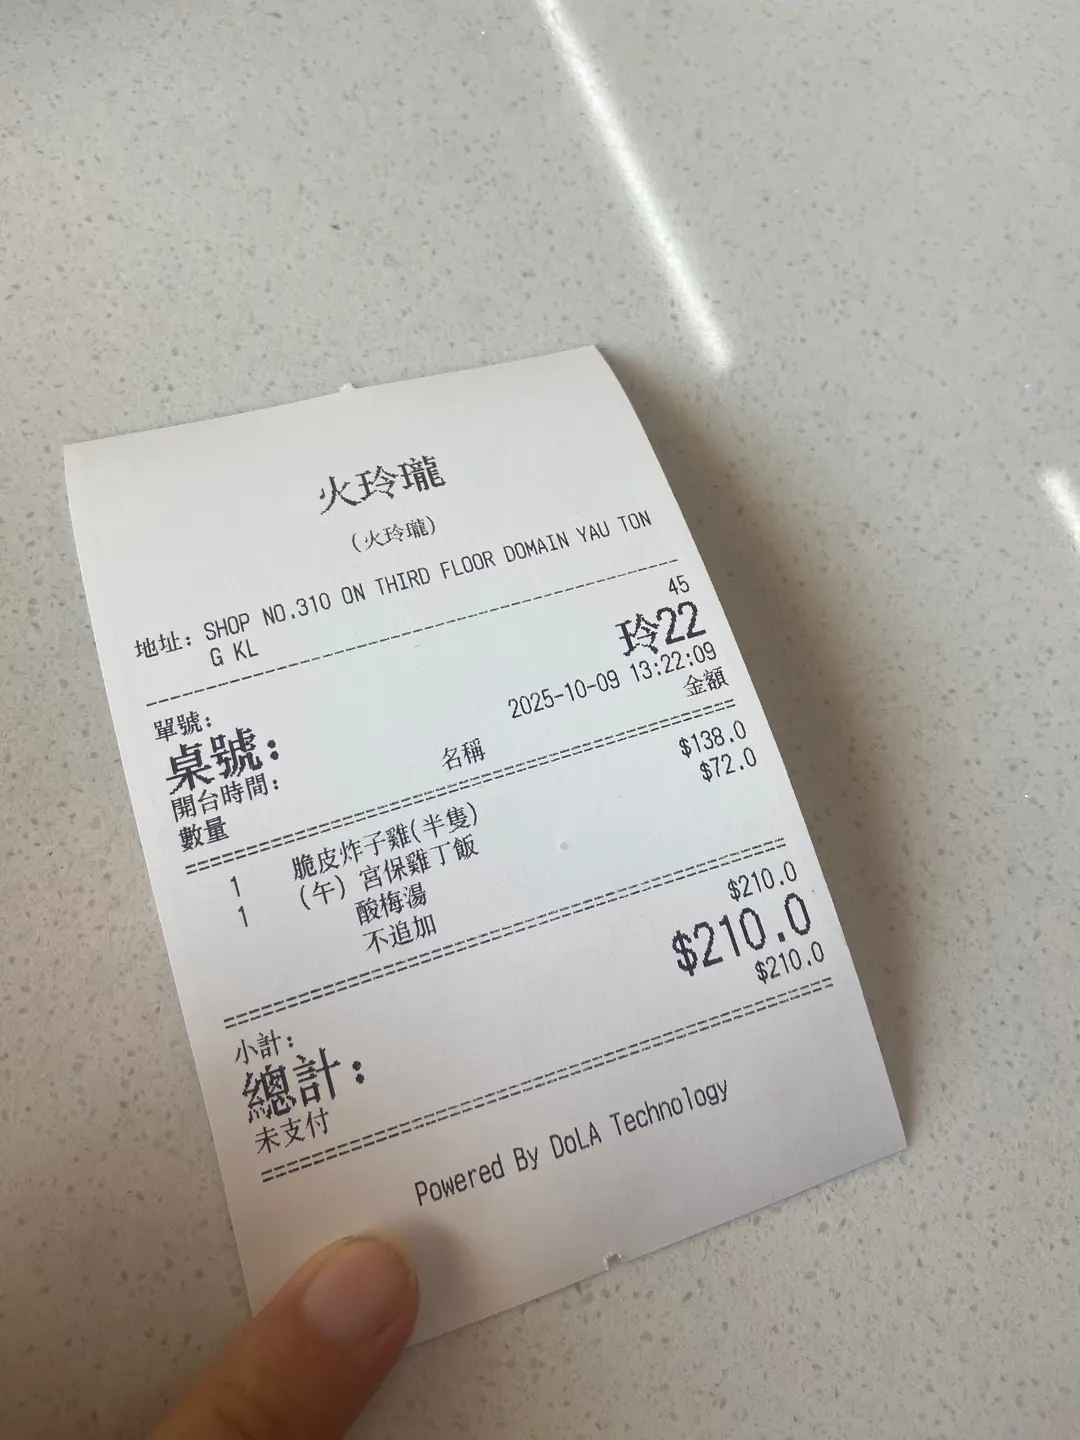 火玲瓏
(火玲瓏)
地址: SHOP NO.310 ON THIRD FLOOR DOMAIN YAU TON
G KL
單號: 45
桌號: 玲22
開台時間: 2025-10-09 13:22:09
數量 名稱 金額
1 脆皮炸子雞(半隻) $138.0
1 (午) 宮保雞丁飯 $72.0
酸梅湯
不追加
小計: $210.0
總計: $210.0
未支付 $210.0
Powered By DoLA Technology